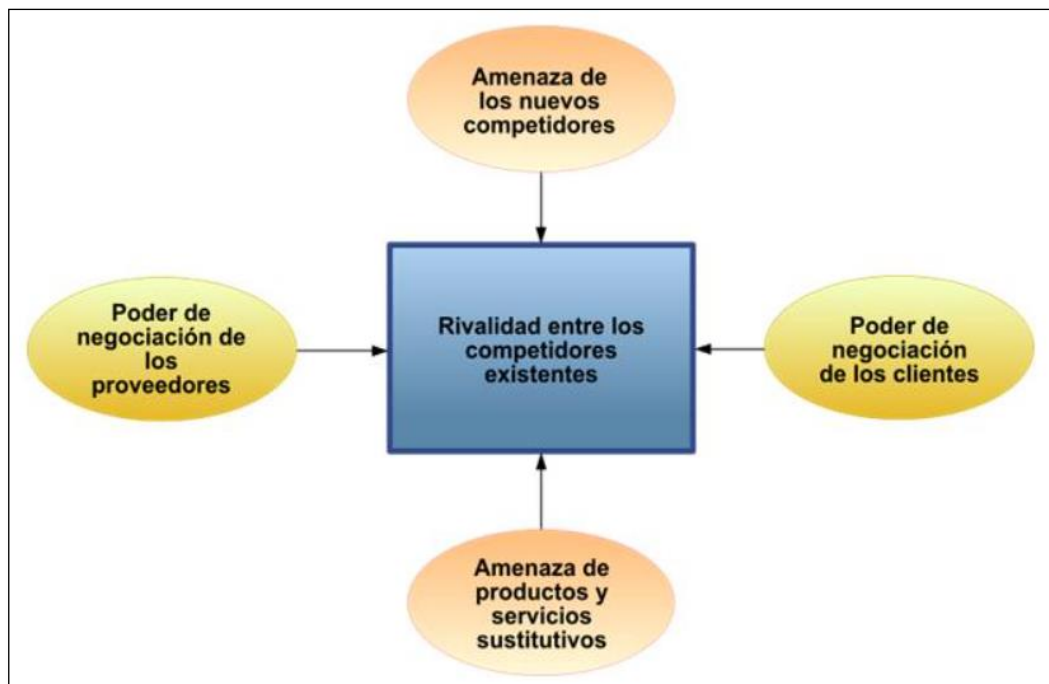 Amenaza de
los nuevos
competidores
Poder de
negociación de
los
proveedores
Rivalidad entre los
competidores
existentes
Poder de
negociación
de los clientes
Amenaza de
productos y
servicios
sustitutivos